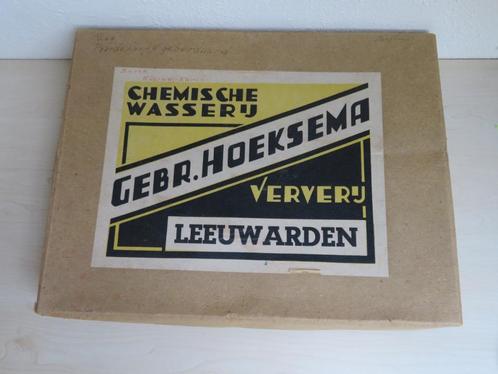 CHEMISCHE
WASSERIJ
GEBR. HOEKSEMA
VERVERIJ
LEEUWARDEN